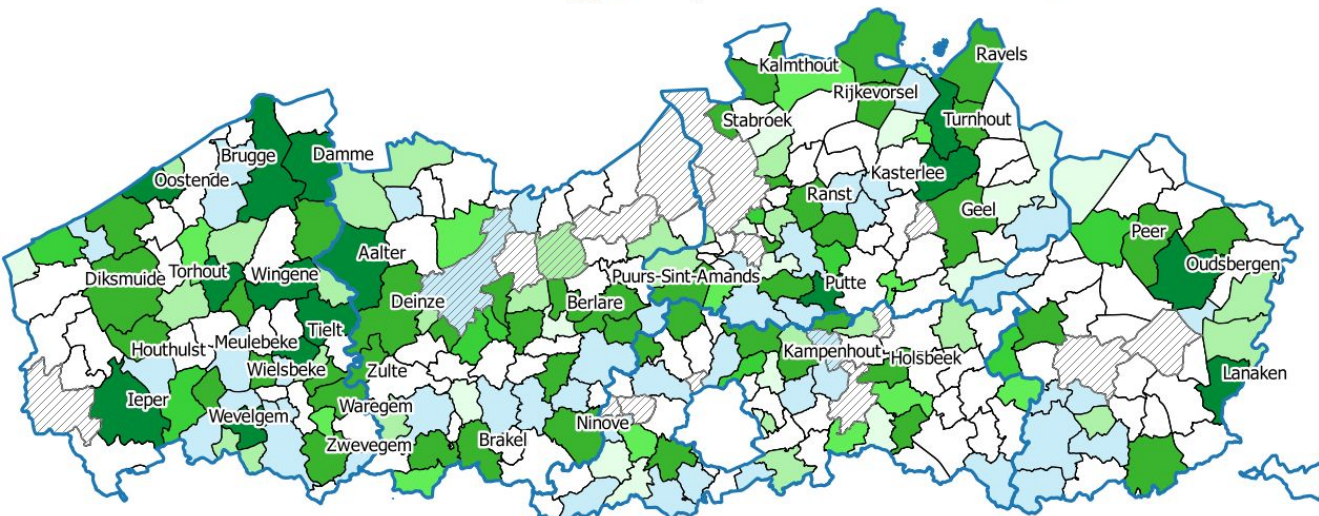 Ravels
Kalmthout
Rijkevorsel
Stabroek
Turnhout
Brugge
Damme
Kasterlee
Oostende
Ranst
Geel
Peer
Aalter
Oudsbergen
Torhout
Wingene
Diksmuide
Puurs-Sint-Amands
Putte
Deinze
Berlare
Tielt
Meulebeke
Houthulst
Kampenhout
Holsbeek
Wielsbeke
Zulte
Lanaken
Ieper
Waregem
Wevelgem
Ninove
Brakel
Zwevegem